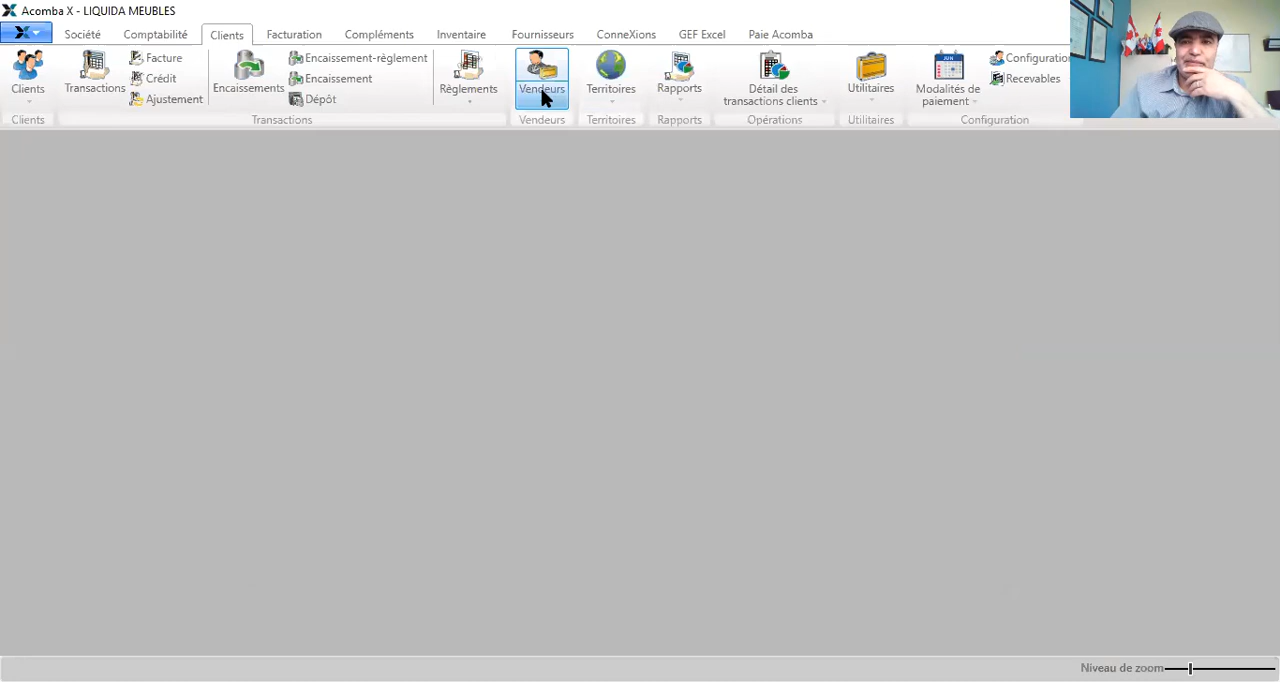 Acomba X - LIQUIDA MEUBLES
Société Comptabilité Clients Facturation Compléments Inventaire Fournisseurs ConneXions GEF Excel Paie Acomba
Clients
Transactions
Facture
Crédit
Ajustement
Encaissements
Encaissement-règlement
Encaissement
Dépôt
Règlements
Vendeurs
Territoires
Rapports
Détail des
transactions clients
Utilitaires
Modalités de
paiement
Configuration
Recevables
Clients Transactions Vendeurs Territoires Rapports Opérations Utilitaires Configuration
Niveau de zoom